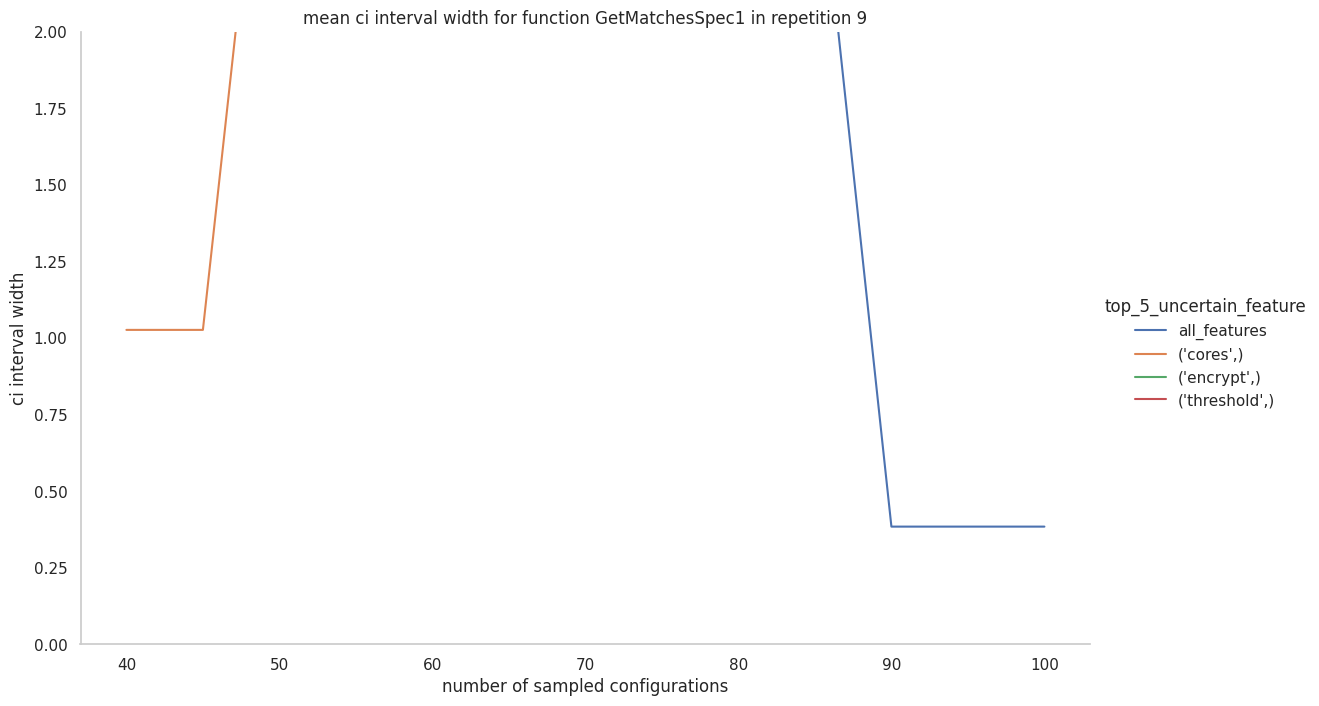 mean ci interval width for function GetMatchesSpec1 in repetition 9
2.00
1.75
1.50
1.25
1.00
0.75
0.50
0.25
0.00
ci interval width
40 50 60 70 80 90 100
number of sampled configurations
top_5_uncertain_feature
all_features
('cores',)
('encrypt',)
('threshold',)